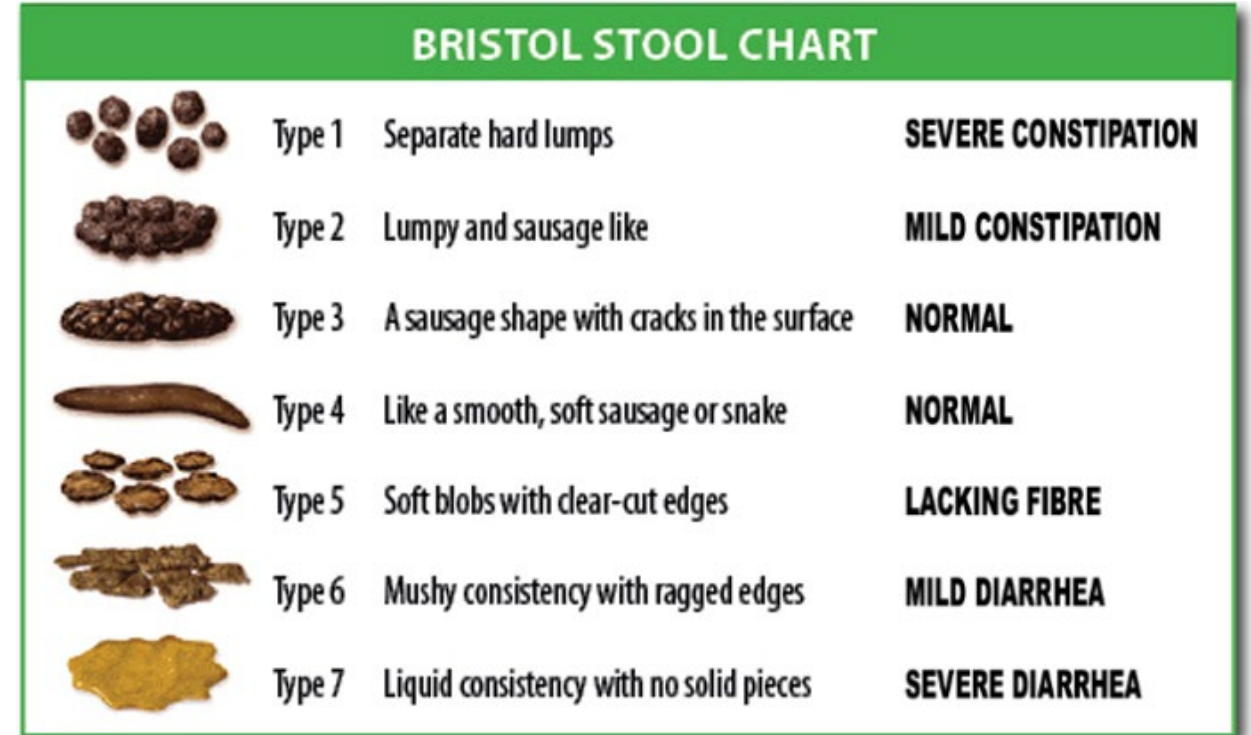 BRISTOL STOOL CHART
Type 1 Separate hard lumps SEVERE CONSTIPATION
Type 2 Lumpy and sausage like MILD CONSTIPATION
Type 3 A sausage shape with cracks in the surface NORMAL
Type 4 Like a smooth, soft sausage or snake NORMAL
Type 5 Soft blobs with clear-cut edges LACKING FIBRE
Type 6 Mushy consistency with ragged edges MILD DIARRHEA
Type 7 Liquid consistency with no solid pieces SEVERE DIARRHEA